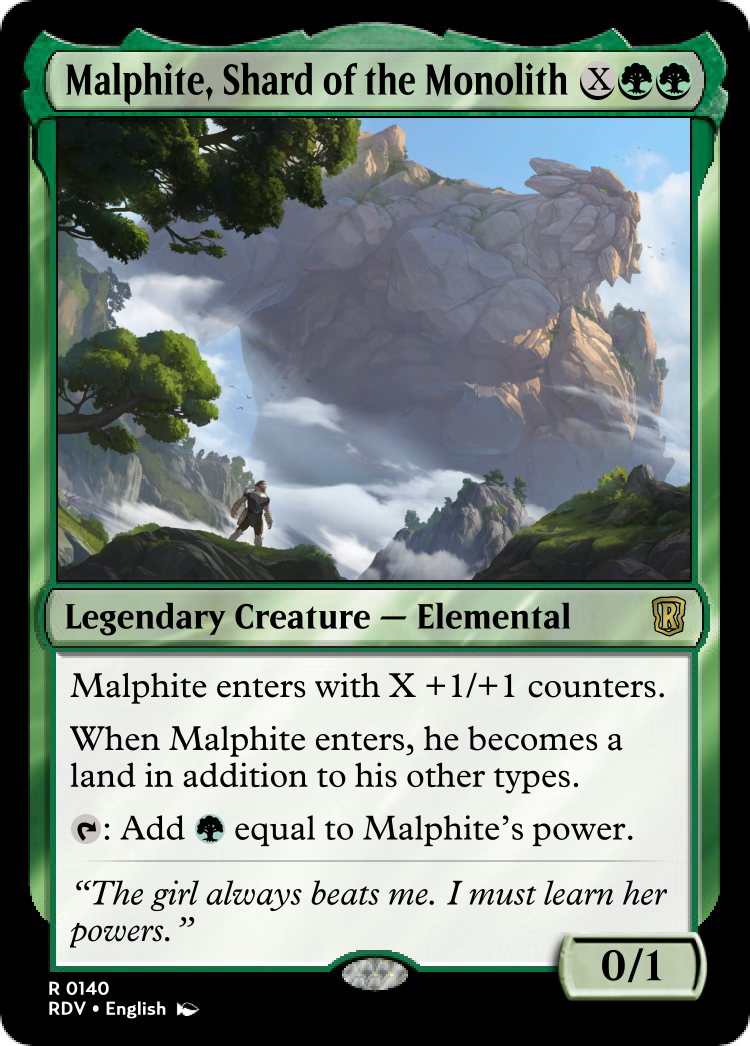 Malphite, Shard of the Monolith X
Legendary Creature — Elemental R
Malphite enters with X +1/+1 counters.
When Malphite enters, he becomes a
land in addition to his other types.
: Add equal to Malphite's power.
“The girl always beats me. I must learn her
powers.”
0/1
R 0140
RDV • English